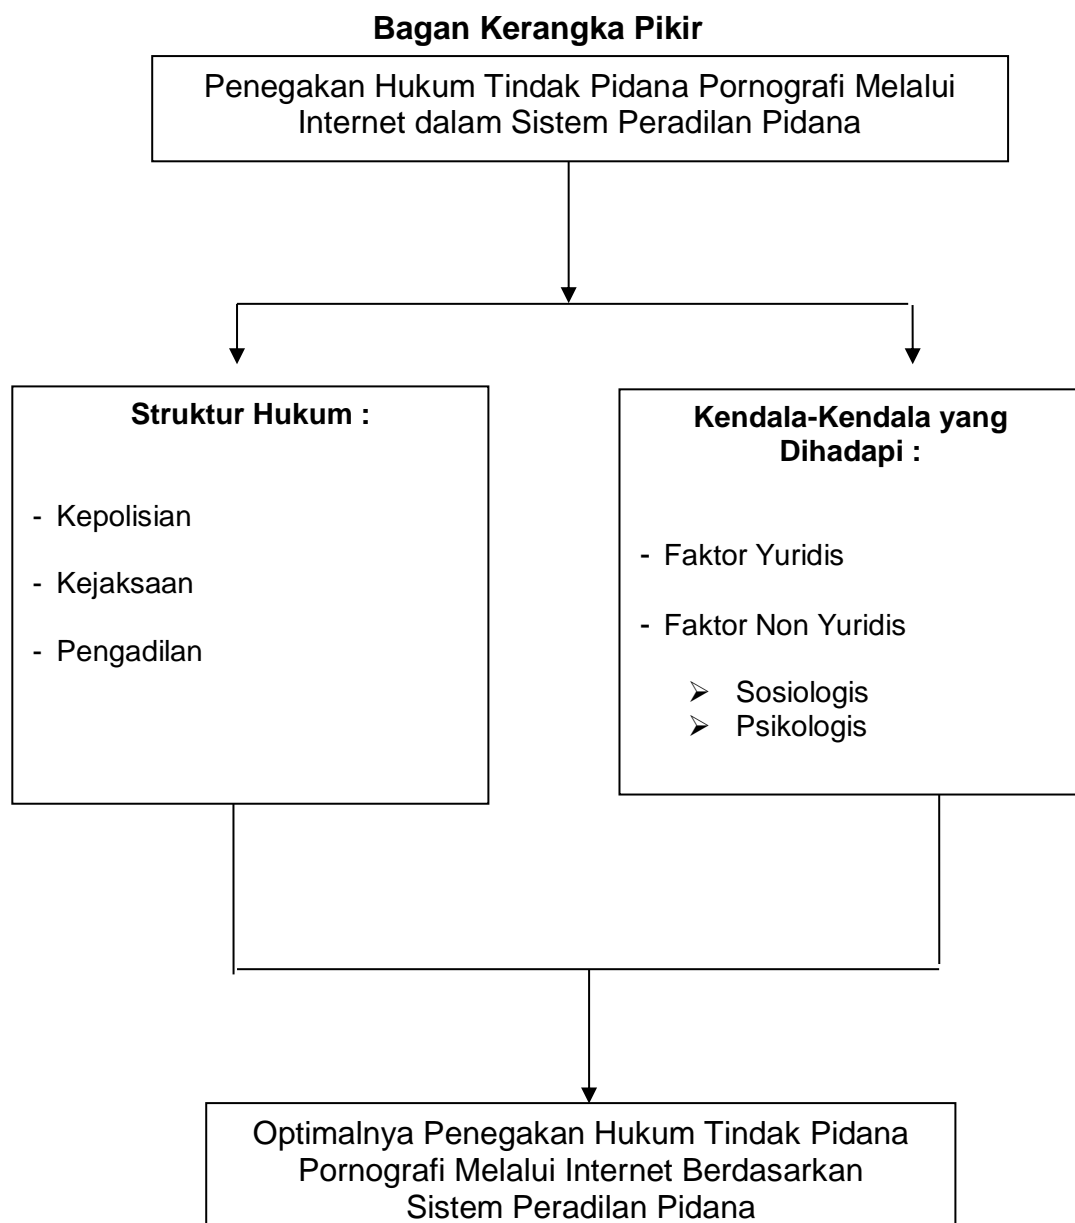 Bagan Kerangka Pikir
Penegakan Hukum Tindak Pidana Pornografi Melalui
Internet dalam Sistem Peradilan Pidana
Struktur Hukum :
- Kepolisian
- Kejaksaan
- Pengadilan
Kendala-Kendala yang
Dihadapi :
- Faktor Yuridis
- Faktor Non Yuridis
➢ Sosiologis
➢ Psikologis
Optimalnya Penegakan Hukum Tindak Pidana
Pornografi Melalui Internet Berdasarkan
Sistem Peradilan Pidana